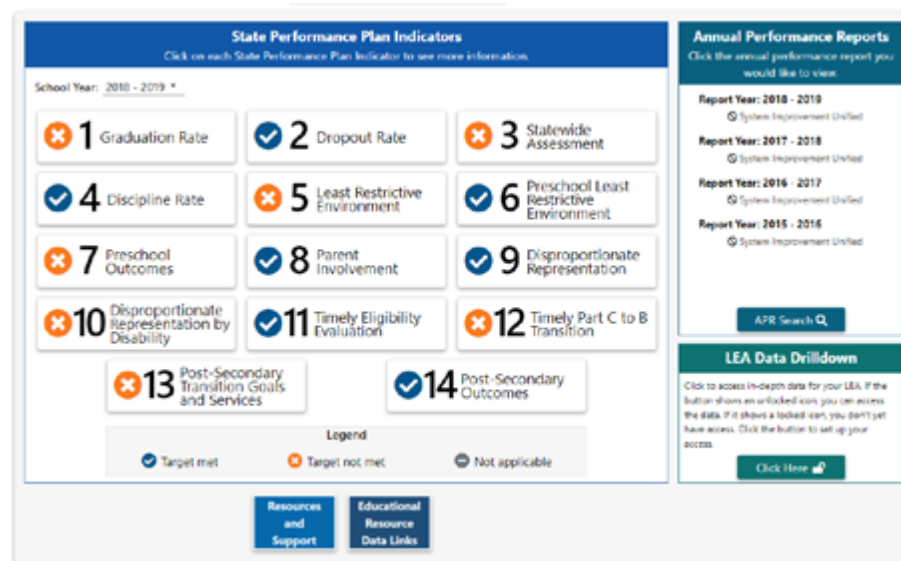 State Performance Plan Indicators
Click on each State Performance Plan Indicator to see more information.
School Year: 2018 - 2019
1 Graduation Rate
2 Dropout Rate
3 Statewide
Assessment
4 Discipline Rate
5 Least Restrictive
Environment
6 Preschool Least
Restrictive
Environment
7 Preschool
Outcomes
8 Parent
Involvement
9 Disproportionate
Representation
10 Disproportionate
Representation by
Disability
11 Timely Eligibility
Evaluation
12 Timely Part C to B
Transition
13 Post-Secondary
Transition Goals
and Services
14 Post-Secondary
Outcomes
Legend
Target met
Target not met
Not applicable
Resources
and
Support
Educational
Resource
Data Links
Annual Performance Reports
Click the annual performance report you
would like to view.
Report Year: 2018 - 2019
System Improvement Unified
Report Year: 2017 - 2018
System Improvement Unified
Report Year: 2016 - 2017
System Improvement Unified
Report Year: 2015 - 2016
System Improvement Unified
APR Search
LEA Data Drilldown
Click to access in-depth data for your LEA. If the
button shows an unlocked icon, you can access
the data. If it shows a locked icon, you don't yet
have access. Click the button to set up your
access.
Click Here